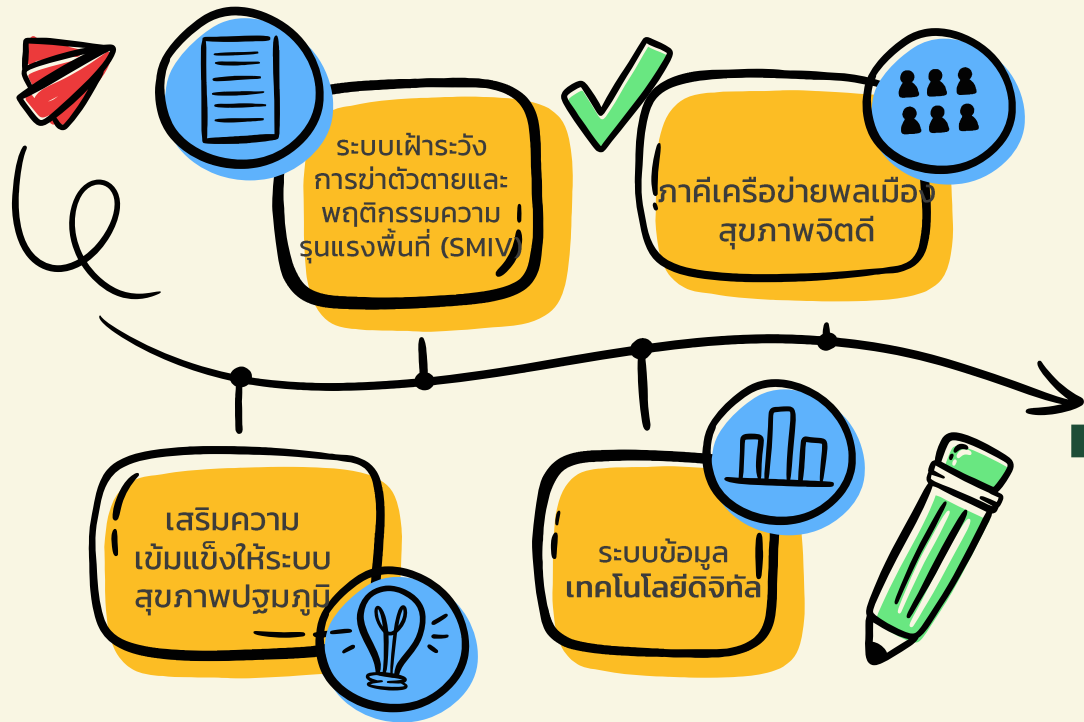 ระบบเฝ้าระวัง
การฆ่าตัวตายและ
พฤติกรรมความ
รุนแรงพื้นที่ (SMIV)
ภาคีเครือข่ายพลเมือง
สุขภาพจิตดี
เสริมความ
เข้มแข็งให้ระบบ
สุขภาพปฐมภูมิ
ระบบข้อมูล
เทคโนโลยีดิจิทัล